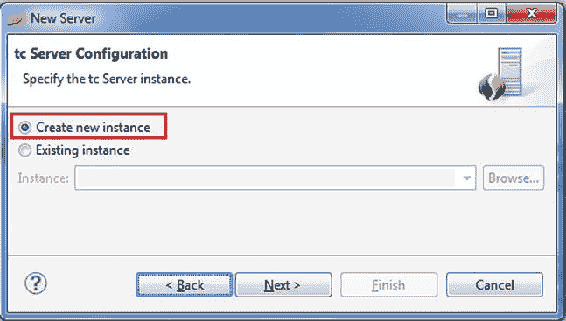 New Server
tc Server Configuration
Specify the tc Server instance.
Create new instance
Existing instance
Instance:
Browse...
?
< Back
Next >
Finish
Cancel